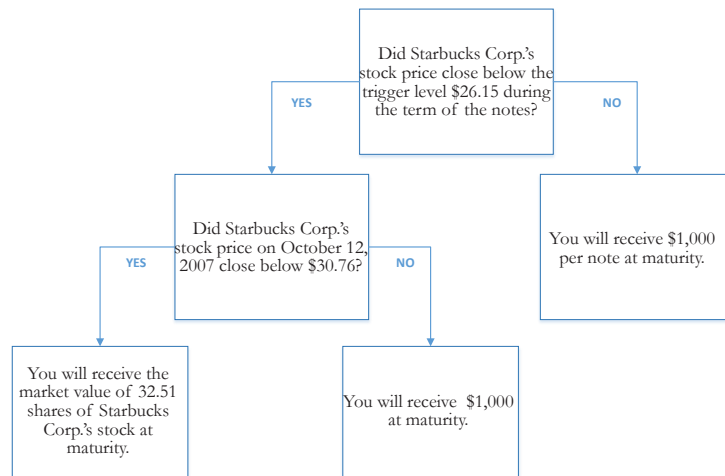 Did Starbucks Corp.'s
stock price close below the
trigger level $26.15 during
the term of the notes?
YES
NO
Did Starbucks Corp.'s
stock price on October 12,
2007 close below $30.76?
You will receive $1,000
per note at maturity.
YES
NO
You will receive the
market value of 32.51
shares of Starbucks
Corp.'s stock at
maturity.
You will receive $1,000
at maturity.